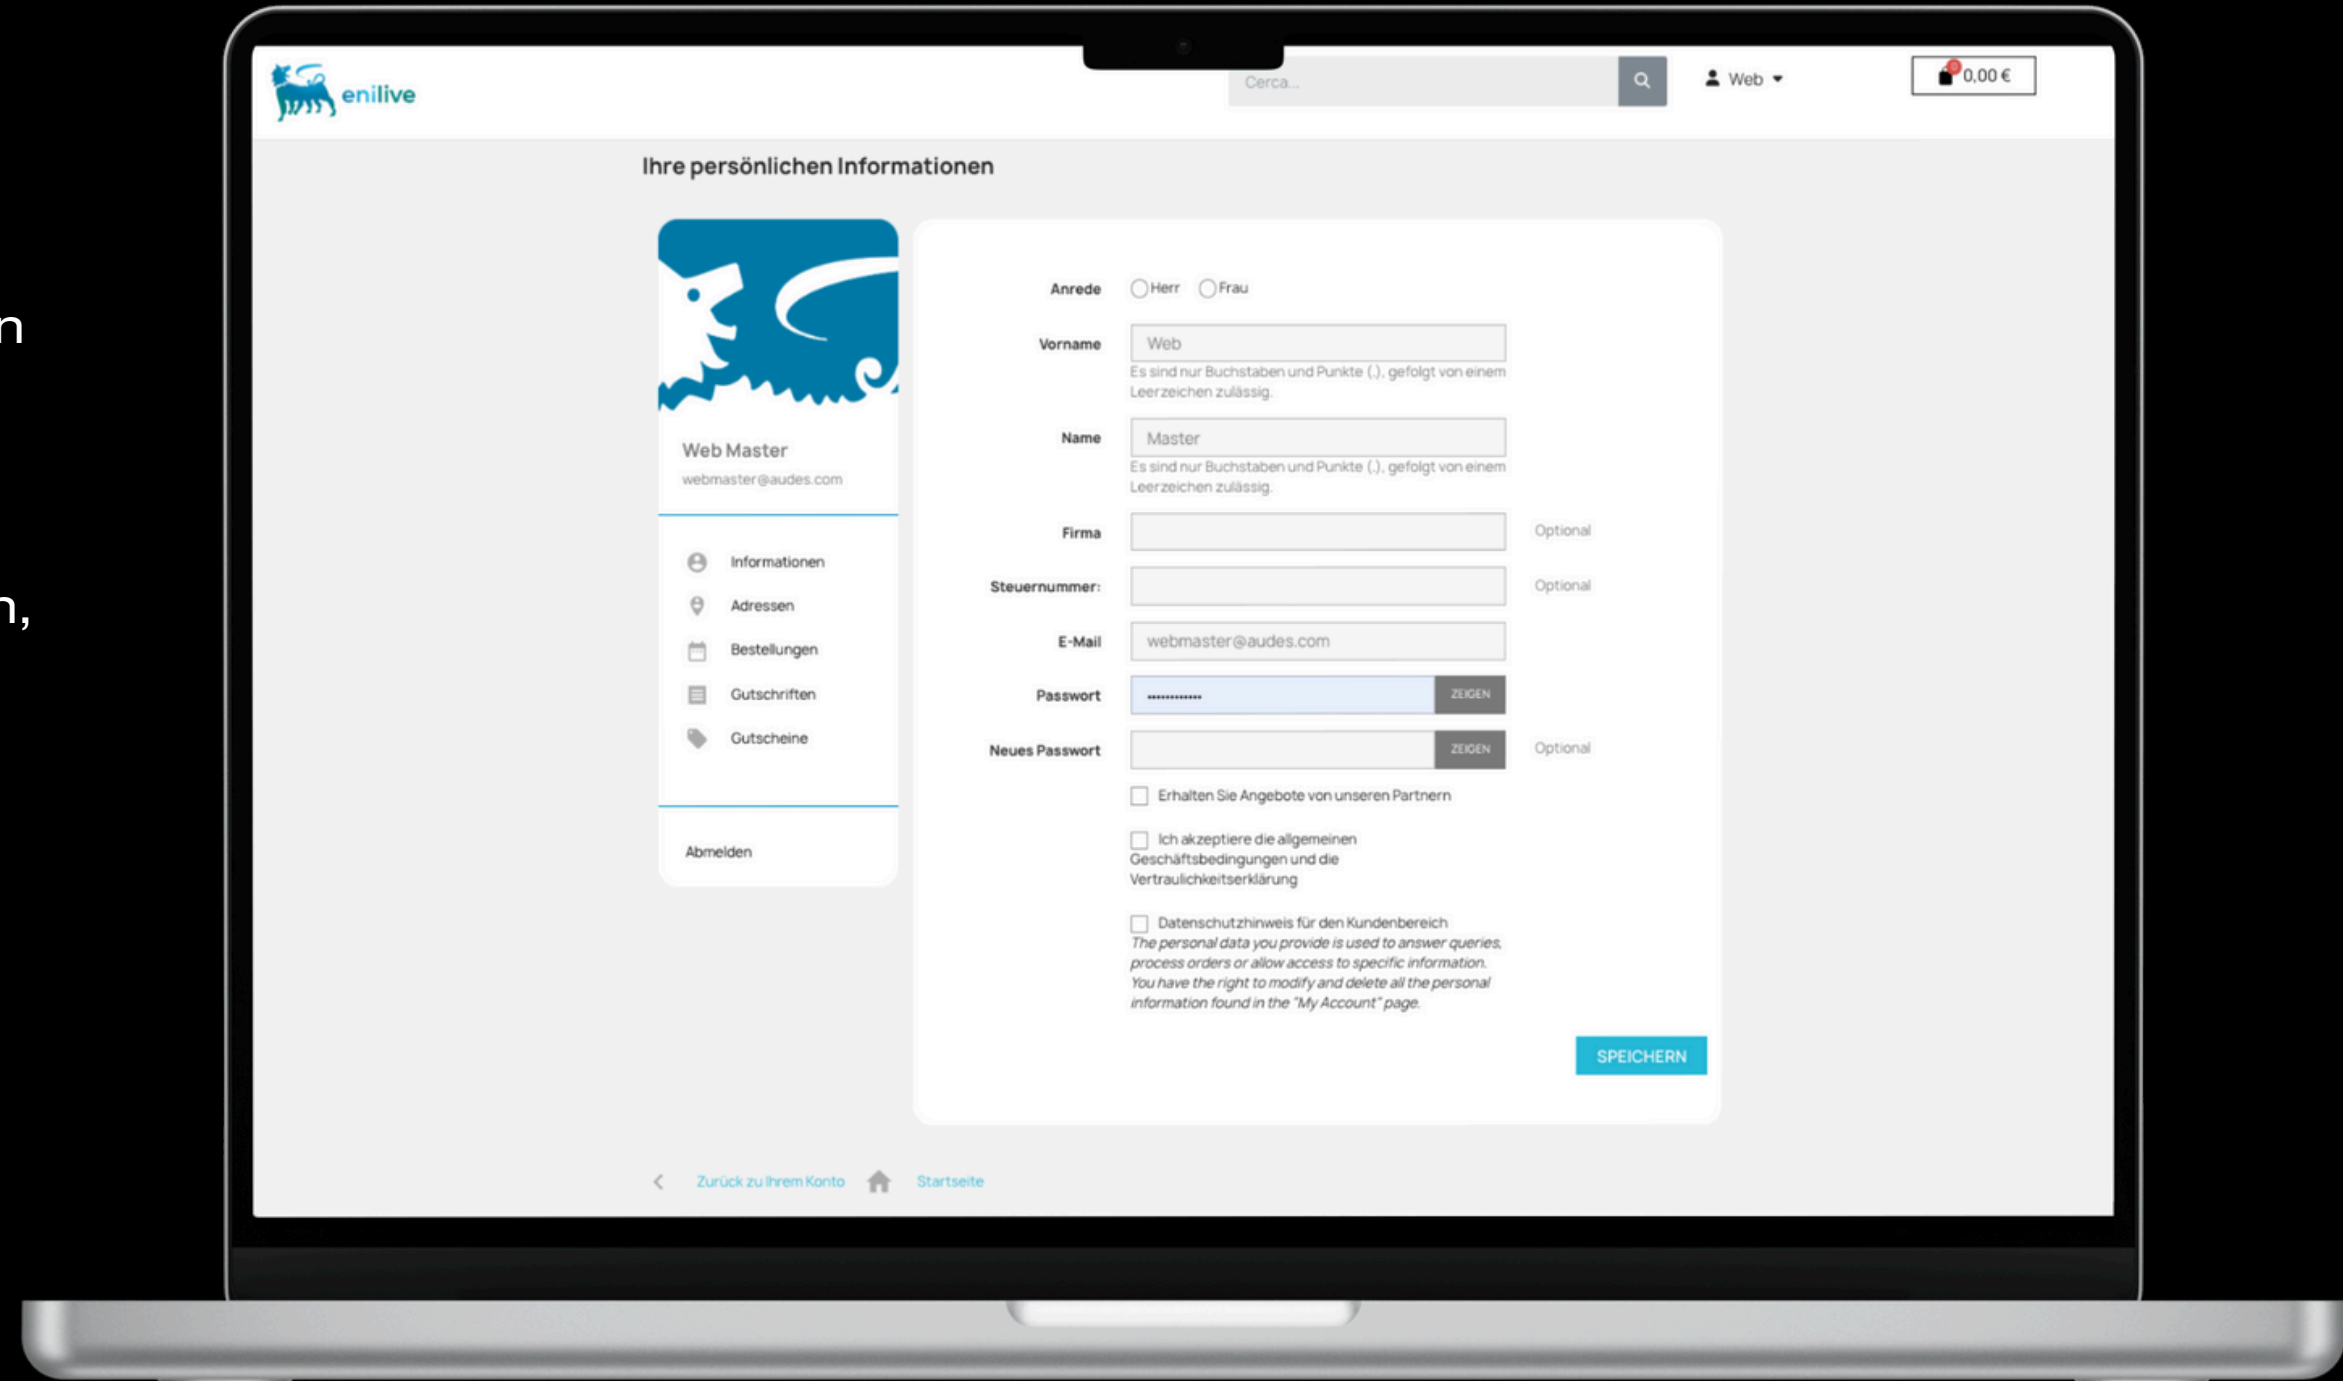 enilive
Cerca...
Web
0
0,00 €
Ihre persönlichen Informationen
n
n,
Web Master
webmaster@audes.com
Informationen
Adressen
Bestellungen
Gutschriften
Gutscheine
Abmelden
Anrede Herr Frau
Vorname Web
Es sind nur Buchstaben und Punkte (.), gefolgt von einem
Leerzeichen zulässig.
Name Master
Es sind nur Buchstaben und Punkte (.), gefolgt von einem
Leerzeichen zulässig.
Firma Optional
Steuernummer: Optional
E-Mail webmaster@audes.com
Passwort •••••••••••• ZEIGEN
Neues Passwort ZEIGEN Optional
Erhalten Sie Angebote von unseren Partnern
Ich akzeptiere die allgemeinen
Geschäftsbedingungen und die
Vertraulichkeitserklärung
Datenschutzhinweis für den Kundenbereich
The personal data you provide is used to answer queries,
process orders or allow access to specific information.
You have the right to modify and delete all the personal
information found in the "My Account" page.
SPEICHERN
Zurück zu Ihrem Konto Startseite